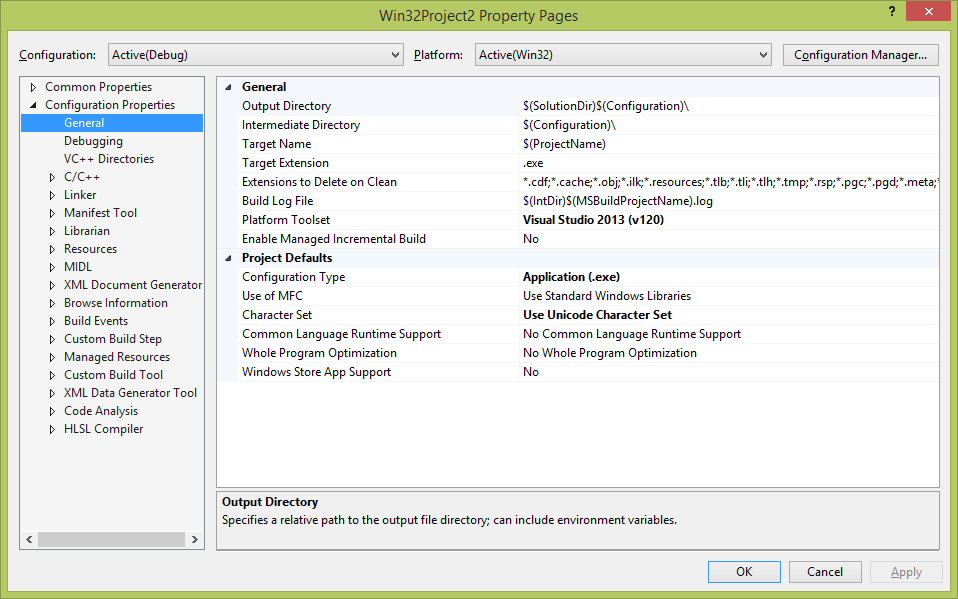 Win32Project2 Property Pages
?
Configuration: Active(Debug) Platform: Active(Win32) Configuration Manager...
Common Properties
Configuration Properties
General
Debugging
VC++ Directories
C/C++
Linker
Manifest Tool
Librarian
Resources
MIDL
XML Document Generator
Browse Information
Build Events
Custom Build Step
Managed Resources
Custom Build Tool
XML Data Generator Tool
Code Analysis
HLSL Compiler
General
Output Directory $(SolutionDir)$(Configuration)\
Intermediate Directory $(Configuration)\
Target Name $(ProjectName)
Target Extension .exe
Extensions to Delete on Clean *.cdf;*.cache;*.obj;*.ilk;*.resources;*.tlb;*.tli;*.tlh;*.tmp;*.rsp;*.pgc;*.pgd;*.meta;*
Build Log File $(IntDir)$(MSBuildProjectName).log
Platform Toolset Visual Studio 2013 (v120)
Enable Managed Incremental Build No
Project Defaults
Configuration Type Application (.exe)
Use of MFC Use Standard Windows Libraries
Character Set Use Unicode Character Set
Common Language Runtime Support No Common Language Runtime Support
Whole Program Optimization No Whole Program Optimization
Windows Store App Support No
Output Directory
Specifies a relative path to the output file directory; can include environment variables.
OK Cancel Apply